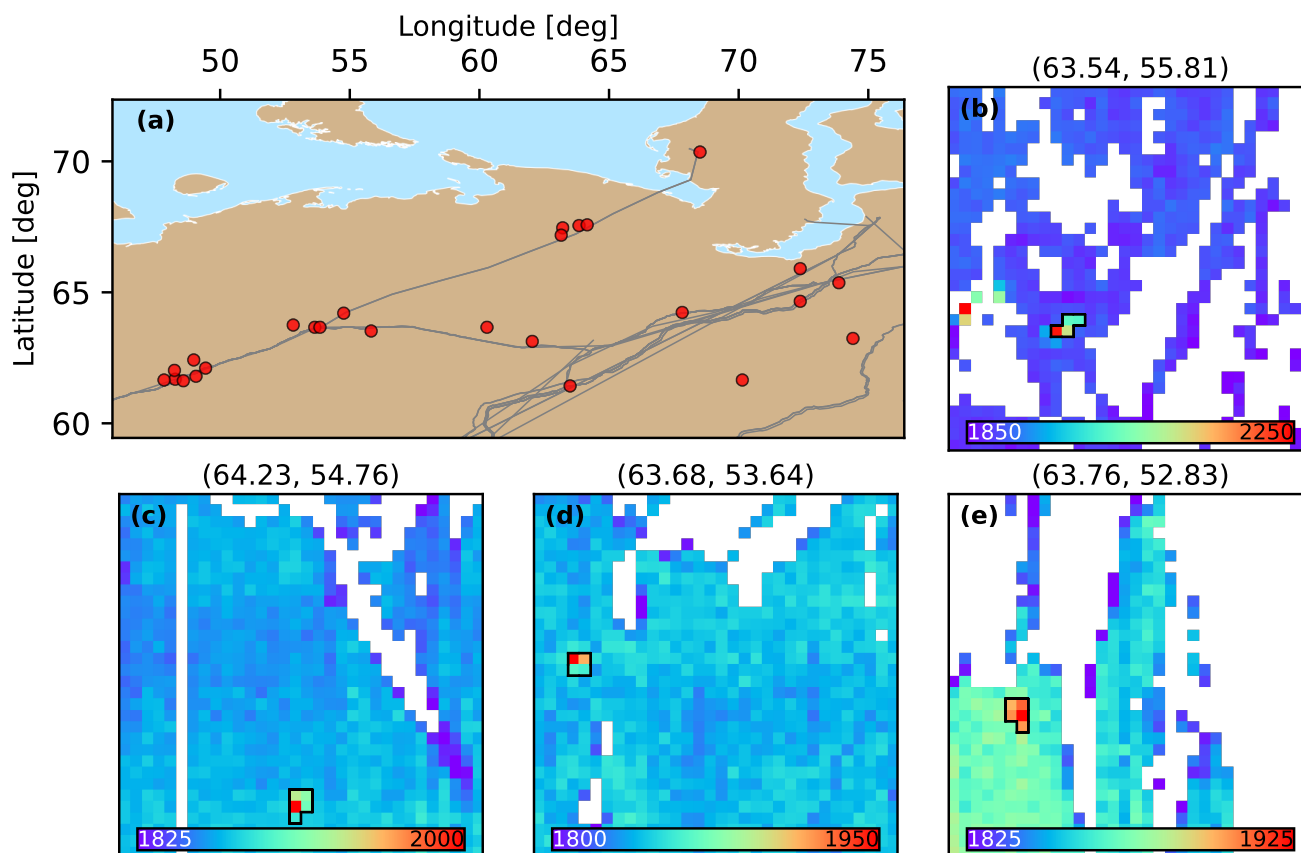 Longitude [deg]
50 55 60 65 70 75
Latitude [deg]
70
65
60
(a)
(63.54, 55.81)
(b)
1850 2250
(64.23, 54.76)
(c)
1825 2000
(63.68, 53.64)
(d)
1800 1950
(63.76, 52.83)
(e)
1825 1925